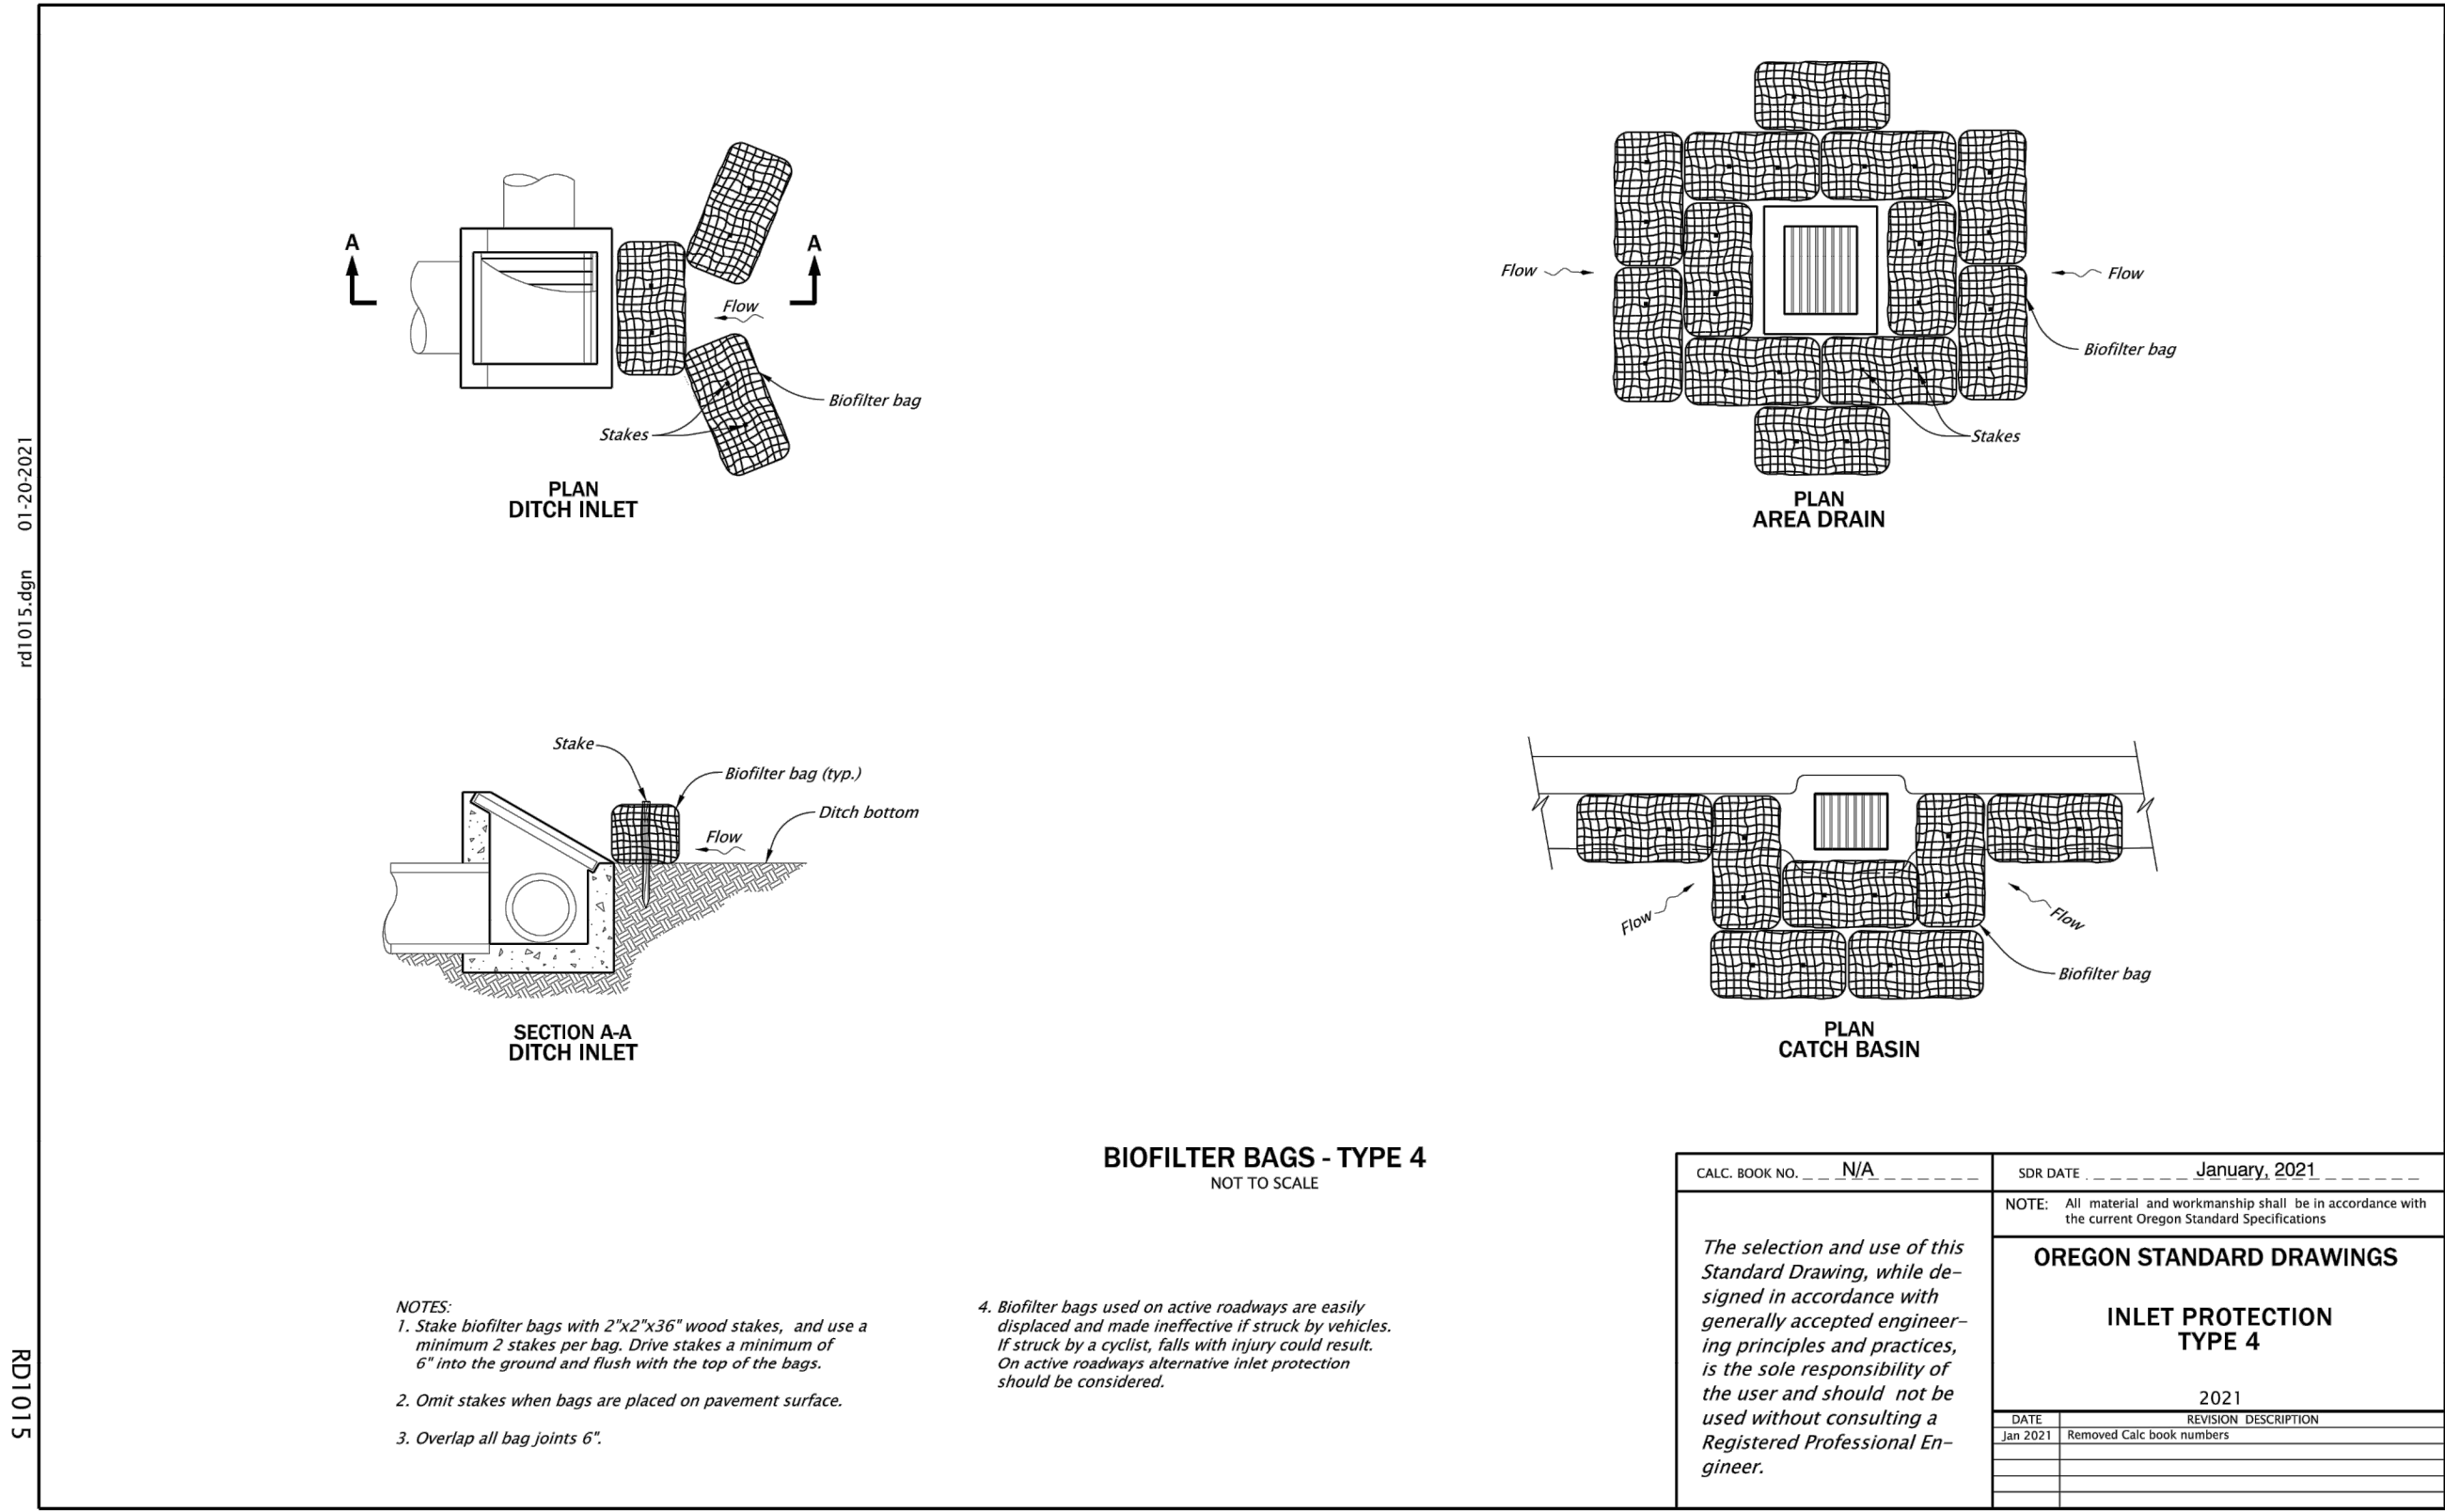 A
A
Flow
Biofilter bag
Stakes
PLAN
DITCH INLET
Flow
Flow
Biofilter bag
Stakes
PLAN
AREA DRAIN
Stake
Biofilter bag (typ.)
Ditch bottom
Flow
SECTION A-A
DITCH INLET
Flow
Flow
Biofilter bag
PLAN
CATCH BASIN
BIOFILTER BAGS - TYPE 4
NOT TO SCALE
NOTES:
1. Stake biofilter bags with 2"x2"x36" wood stakes, and use a
minimum 2 stakes per bag. Drive stakes a minimum of
6" into the ground and flush with the top of the bags.
2. Omit stakes when bags are placed on pavement surface.
3. Overlap all bag joints 6".
4. Biofilter bags used on active roadways are easily
displaced and made ineffective if struck by vehicles.
If struck by a cyclist, falls with injury could result.
On active roadways alternative inlet protection
should be considered.
CALC. BOOK NO. N/A
SDR DATE January, 2021
NOTE: All material and workmanship shall be in accordance with
the current Oregon Standard Specifications
The selection and use of this
Standard Drawing, while de-
signed in accordance with
generally accepted engineer-
ing principles and practices,
is the sole responsibility of
the user and should not be
used without consulting a
Registered Professional En-
gineer.
OREGON STANDARD DRAWINGS
INLET PROTECTION
TYPE 4
2021
DATE REVISION DESCRIPTION
Jan 2021 Removed Calc book numbers
rd1015.dgn 01-20-2021
RD1015